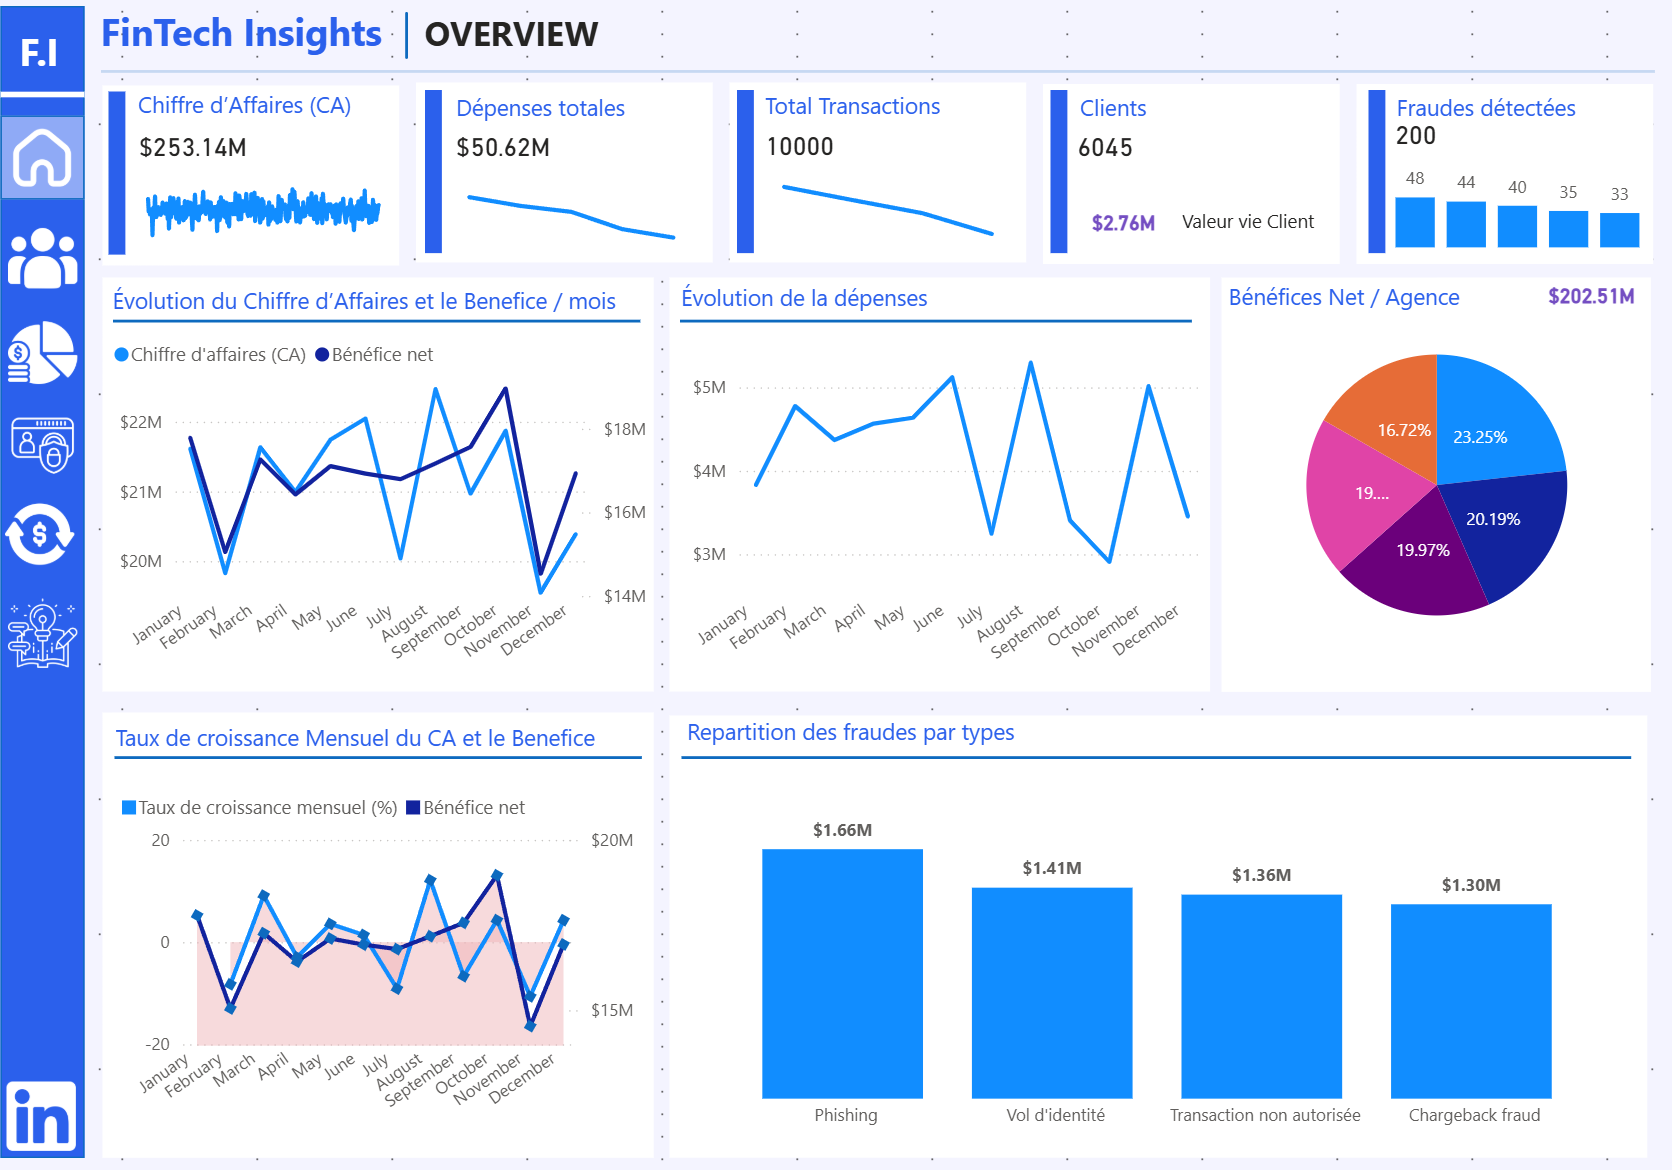 F.I
FinTech Insights
OVERVIEW
Chiffre d'Affaires (CA)
$253.14M
Dépenses totales
$50.62M
Total Transactions
10000
Clients
6045
$2.76M Valeur vie Client
Fraudes détectées
200
48 44 40 35 33
Évolution du Chiffre d'Affaires et le Benefice / mois
Chiffre d'affaires (CA) Bénéfice net
$22M
$21M
$20M
$18M
$16M
$14M
January February March April May June July August September October November December
Évolution de la dépenses
$5M
$4M
$3M
January February March April May June July August September October November December
Bénéfices Net / Agence
$202.51M
23.25%
20.19%
19.97%
19....
16.72%
Taux de croissance Mensuel du CA et le Benefice
Taux de croissance mensuel (%) Bénéfice net
20
0
-20
$20M
$15M
January February March April May June July August September October November December
Repartition des fraudes par types
$1.66M
$1.41M
$1.36M
$1.30M
Phishing
Vol d'identité
Transaction non autorisée
Chargeback fraud
in